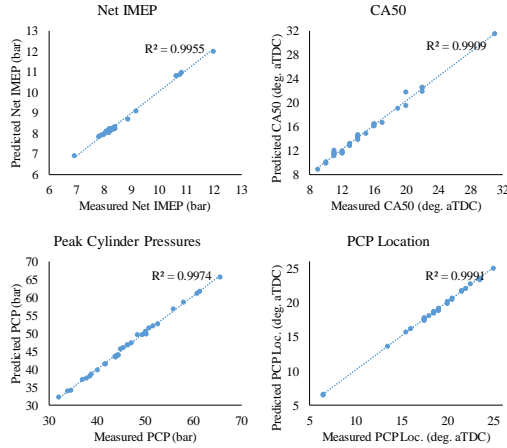 Net IMEP
R² = 0.9955
Predicted Net IMEP (bar)
13
12
11
10
9
8
7
6
6 7 8 9 10 11 12 13
Measured Net IMEP (bar)
CA50
R² = 0.9909
Predicted CA50 (deg. aTDC)
32
28
24
20
16
12
8
8 12 16 20 24 28 32
Measured CA50 (deg. aTDC)
Peak Cylinder Pressures
R² = 0.9974
Predicted PCP (bar)
70
65
60
55
50
45
40
35
30
30 40 50 60 70
Measured PCP (bar)
PCP Location
R² = 0.9991
Predicted PCP Loc. (deg. aTDC)
25
20
15
10
5
5 10 15 20 25
Measured PCP Loc. (deg. aTDC)